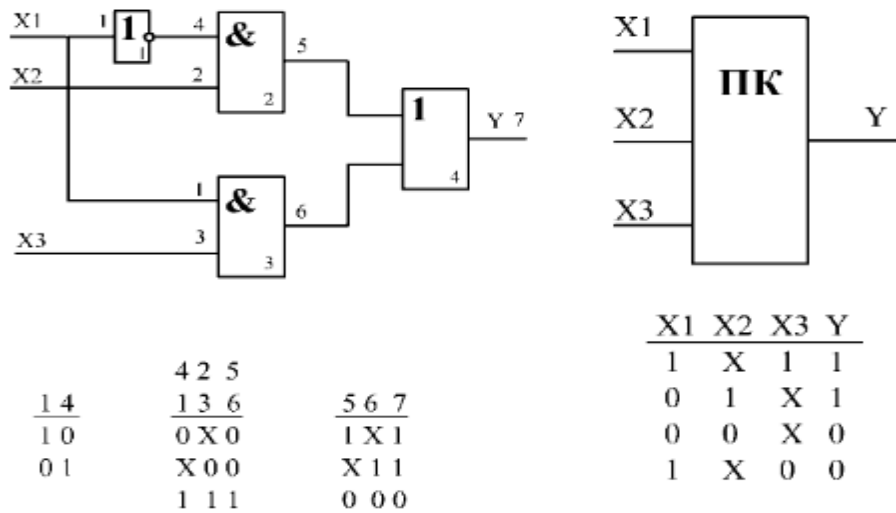 X1 1 1 4 & 5
1
X2 2 2
1 Y 7
4
1 & 6
X3 3 3
X1 ПК
X2 Y
X3
1 4
1 0
0 1
4 2 5
1 3 6
0 X 0
X 0 0
1 1 1
5 6 7
1 X 1
X 1 1
0 0 0
X1 X2 X3 Y
1 X 1 1
0 1 X 1
0 0 X 0
1 X 0 0